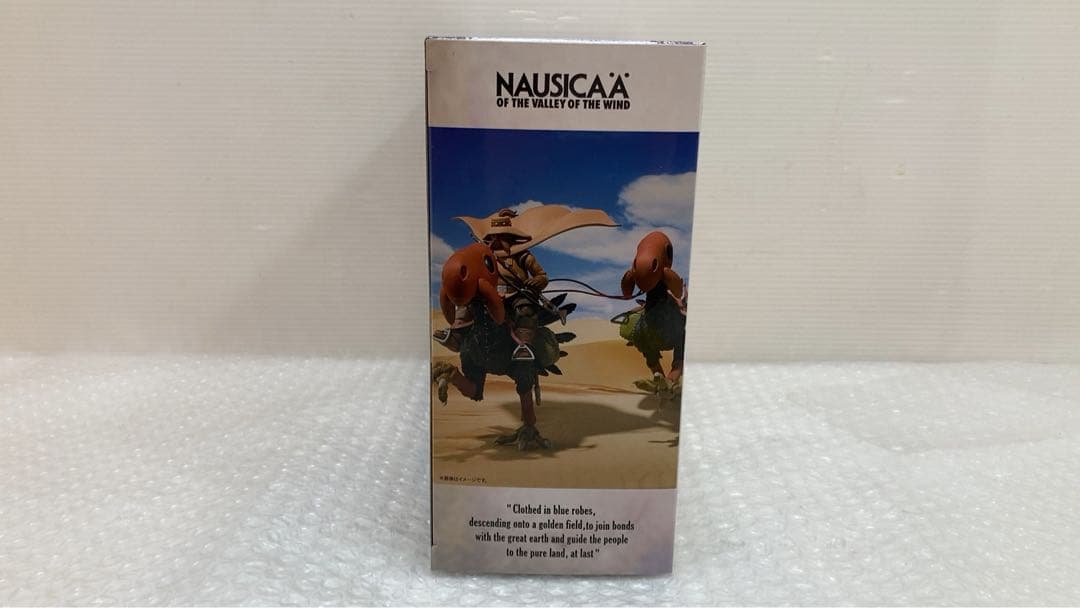 NAUSICAÄ
OF THE VALLEY OF THE WIND
※画像はイメージです。
"Clothed in blue robes,
descending onto a golden field,to join bonds
with the great earth and guide the people
to the pure land, at last"